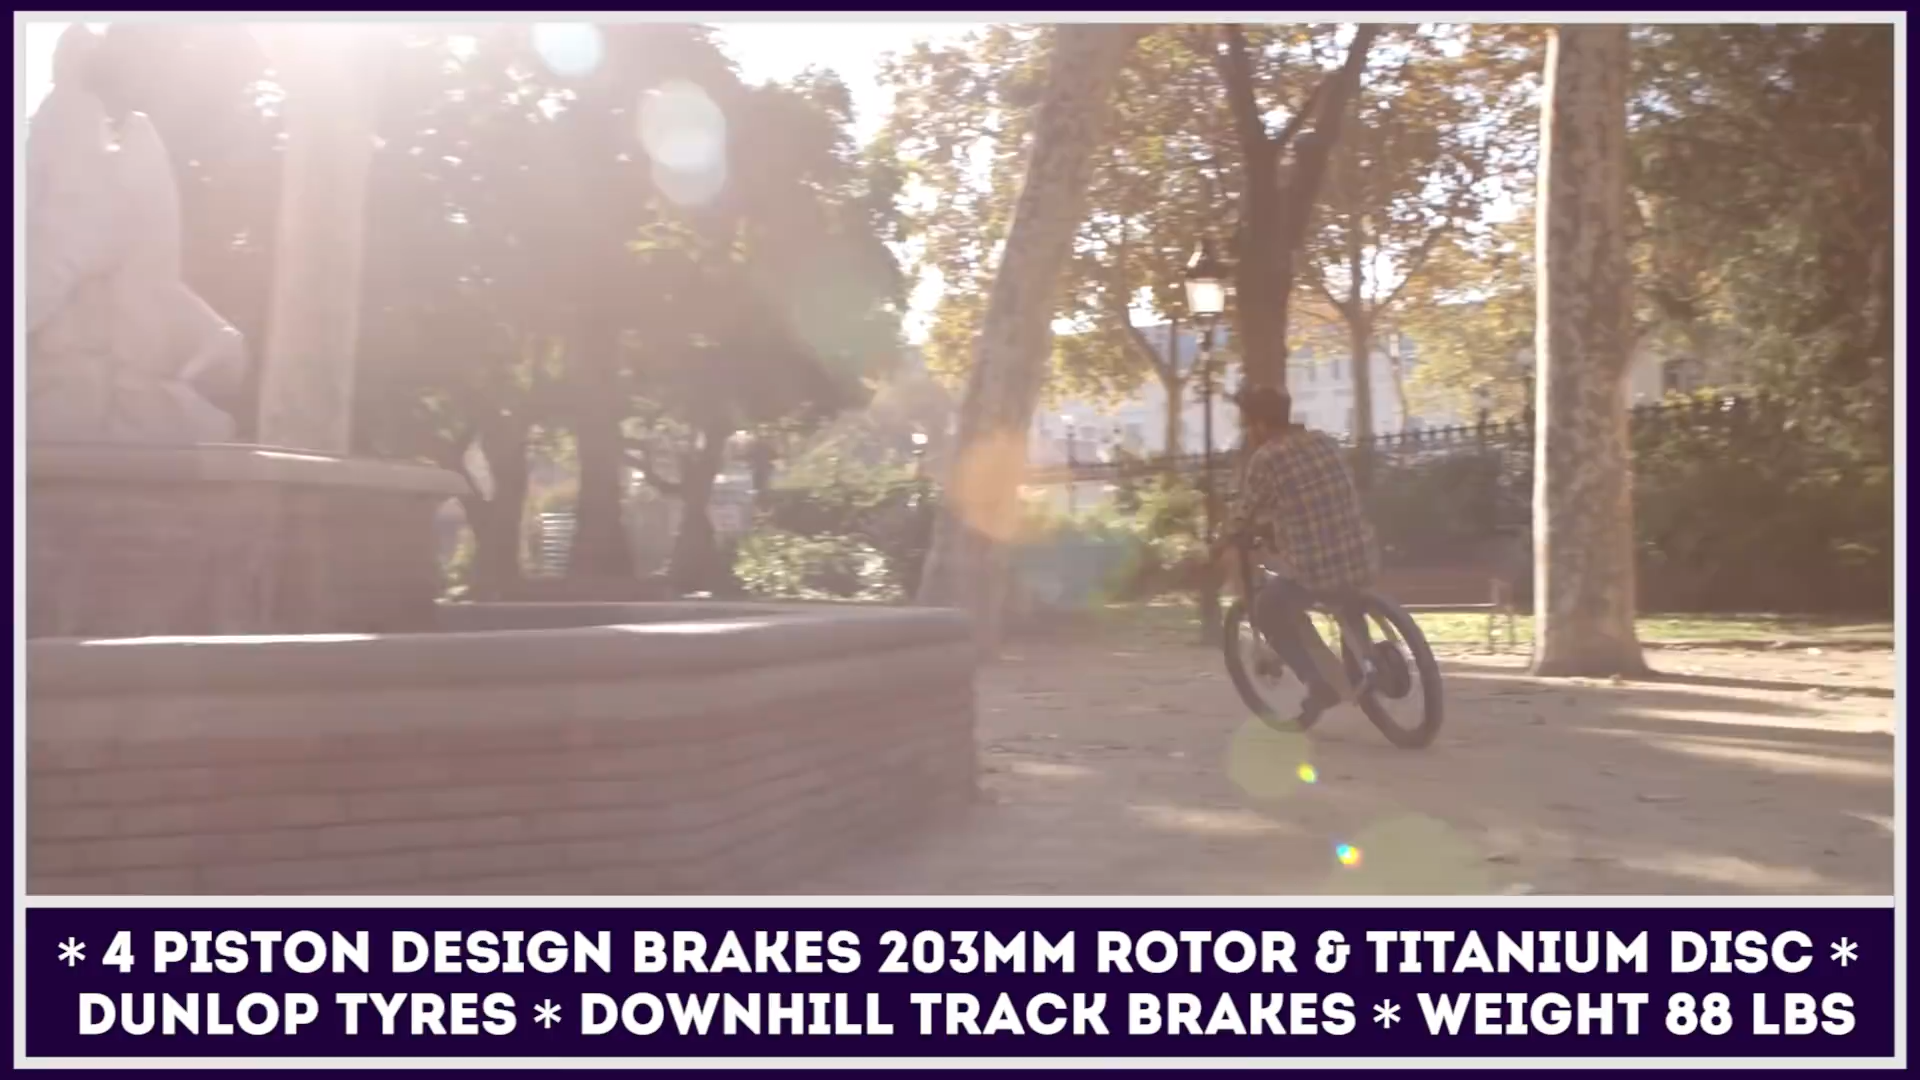 * 4 PISTON DESIGN BRAKES 203MM ROTOR & TITANIUM DISC *
DUNLOP TYRES * DOWNHILL TRACK BRAKES * WEIGHT 88 LBS